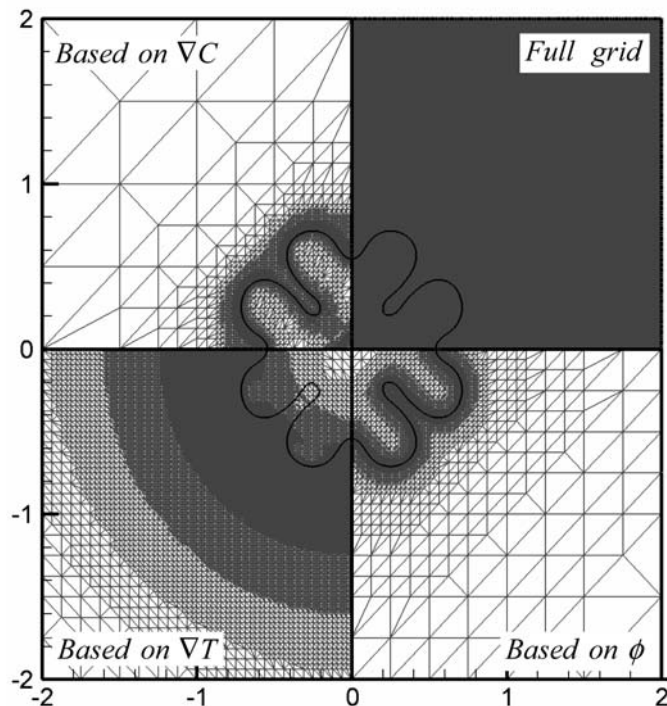 Based on ∇C
Full grid
Based on ∇T
Based on ϕ
2
1
0
-1
-2
-2
-1
0
1
2